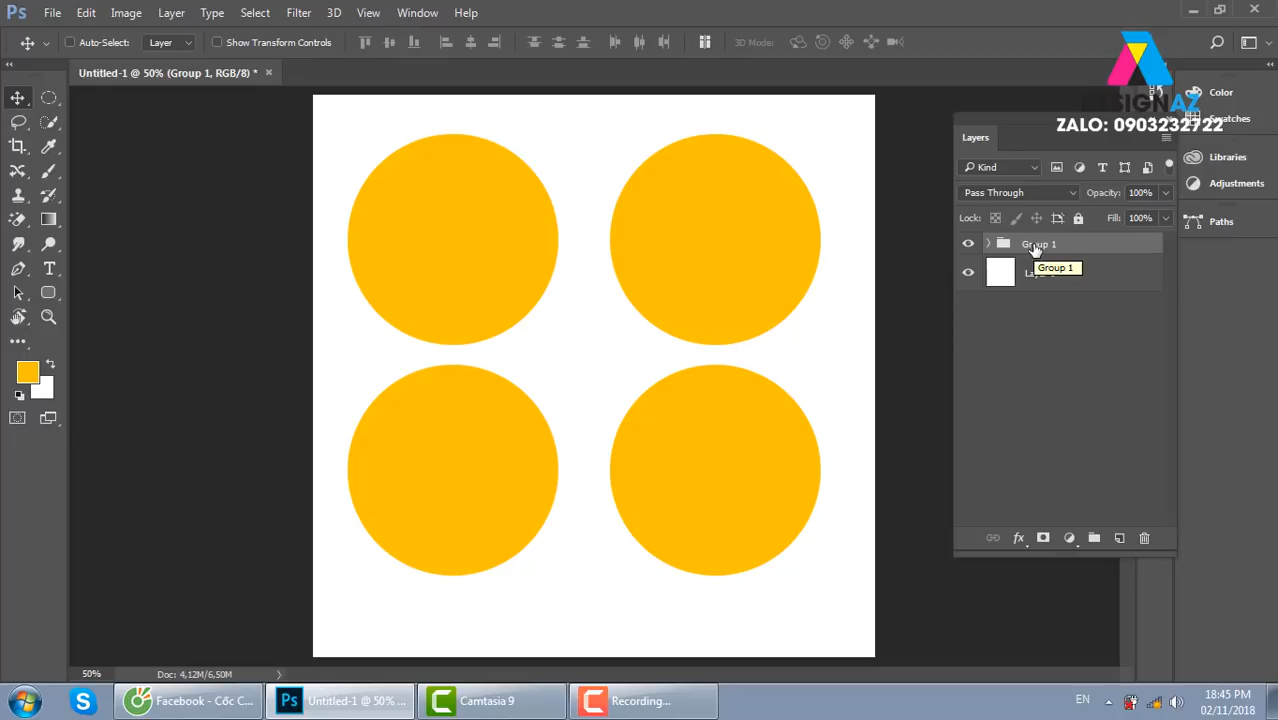 Ps File Edit Image Layer Type Select Filter 3D View Window Help
Auto-Select: Layer Show Transform Controls 3D Mode:
Untitled-1 @ 50% (Group 1, RGB/8) *
ZALO: 0903232722
Color
Swatches
Libraries
Adjustments
Paths
Layers
Kind
Pass Through Opacity: 100%
Lock: Fill: 100%
Group 1
Group 1
fx
50% Doc: 4,12M/6,50M
Facebook - Cốc C...
Ps Untitled-1 @ 50% ...
Camtasia 9
Recording...
EN
18:45 PM
02/11/2018